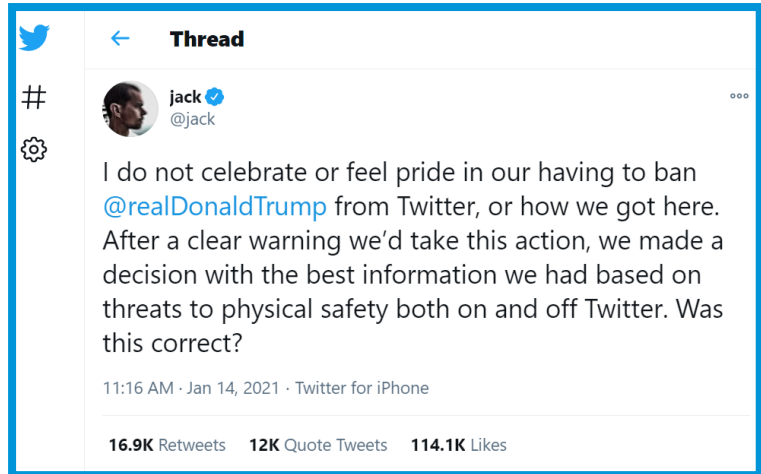 Thread
jack
@jack
I do not celebrate or feel pride in our having to ban
@realDonaldTrump from Twitter, or how we got here.
After a clear warning we’d take this action, we made a
decision with the best information we had based on
threats to physical safety both on and off Twitter. Was
this correct?
11:16 AM · Jan 14, 2021 · Twitter for iPhone
16.9K Retweets 12K Quote Tweets 114.1K Likes